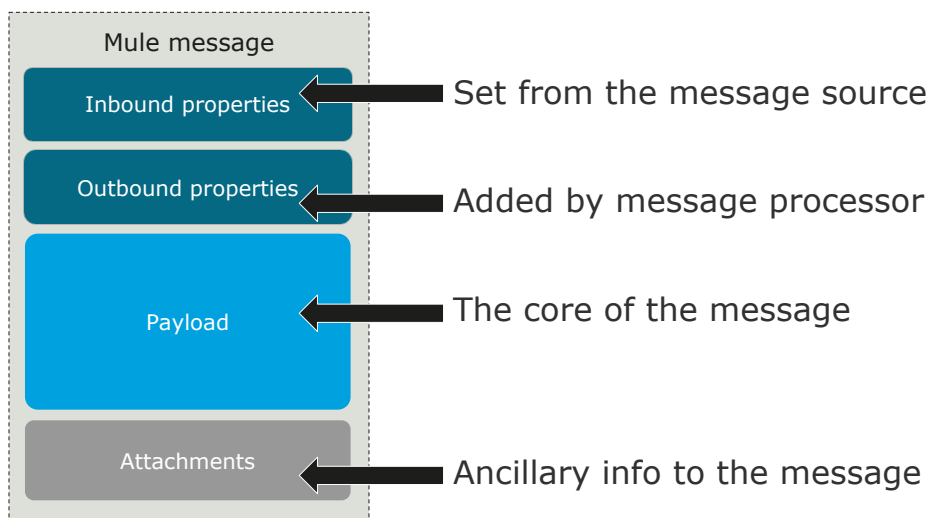 Mule message
Inbound properties
Set from the message source
Outbound properties
Added by message processor
Payload
The core of the message
Attachments
Ancillary info to the message